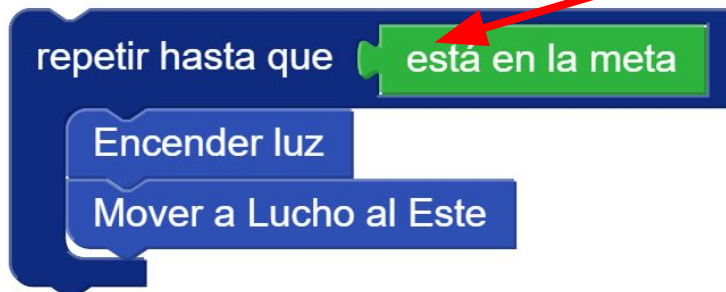 repetir hasta que está en la meta
Encender luz
Mover a Lucho al Este